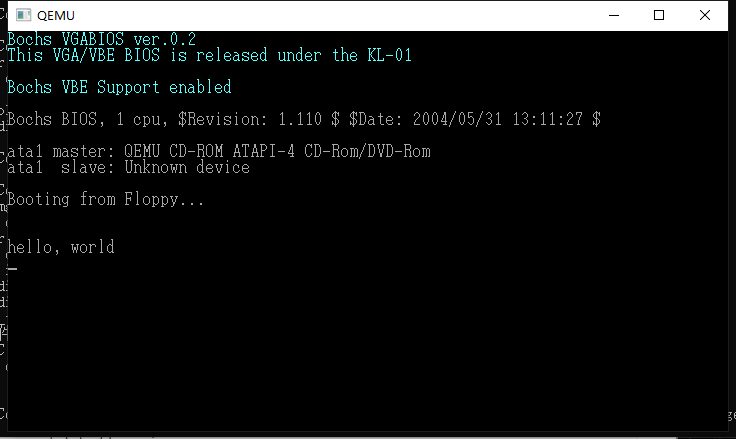 QEMU
Bochs VGABIOS ver.0.2
This VGA/VBE BIOS is released under the KL-01
Bochs VBE Support enabled
Bochs BIOS, 1 cpu, $Revision: 1.110 $ $Date: 2004/05/31 13:11:27 $
ata1 master: QEMU CD-ROM ATAPI-4 CD-Rom/DVD-Rom
ata1  slave: Unknown device
Booting from Floppy...
hello, world